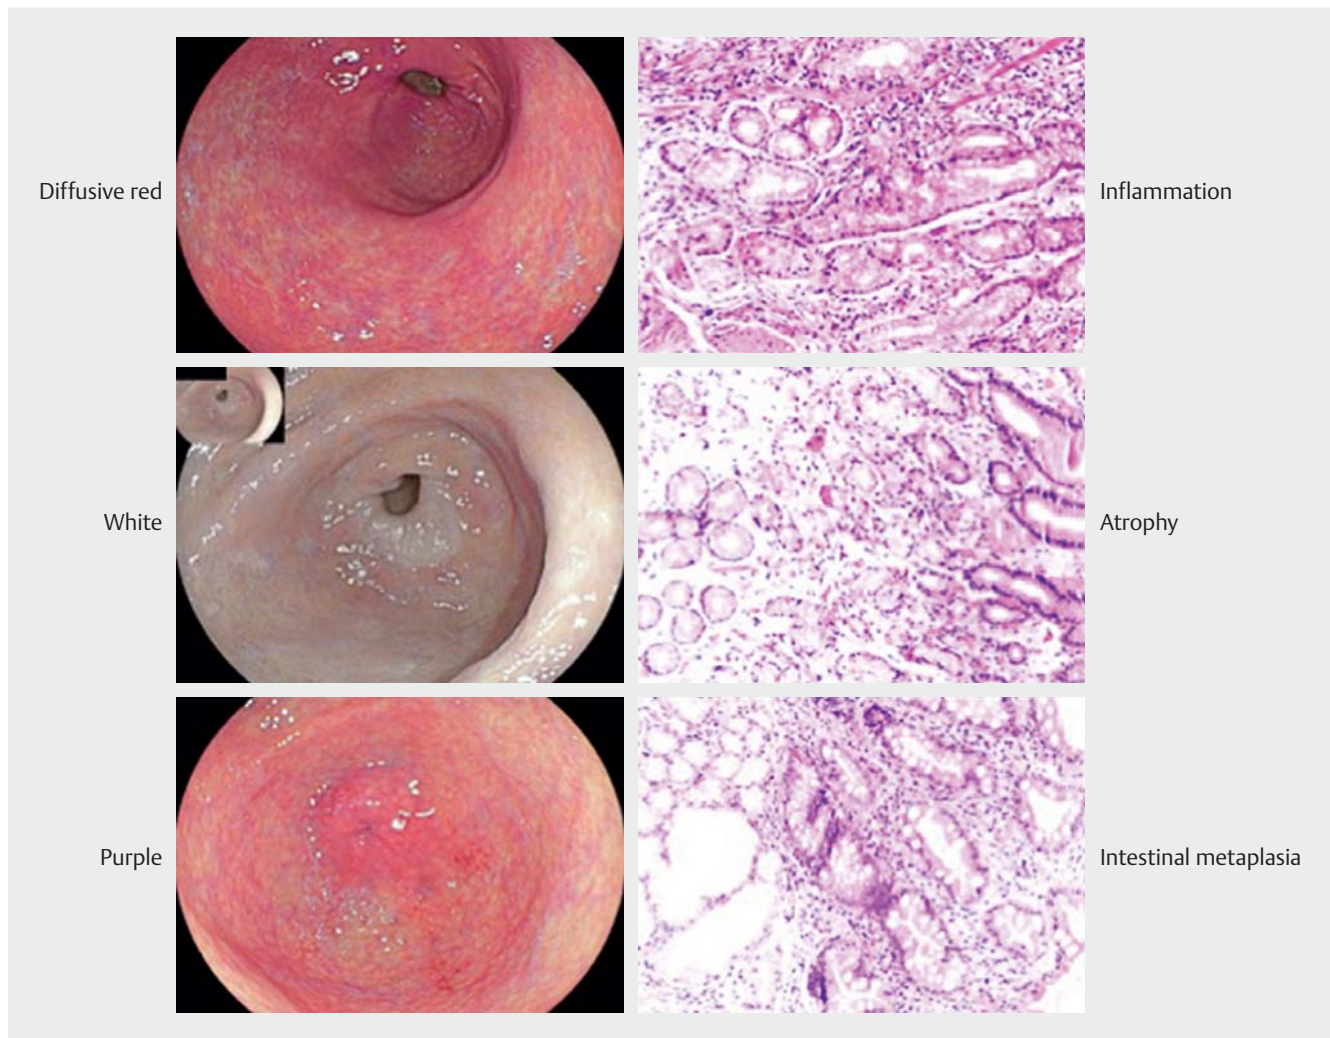 Diffusive red
Inflammation
White
Atrophy
Purple
Intestinal metaplasia